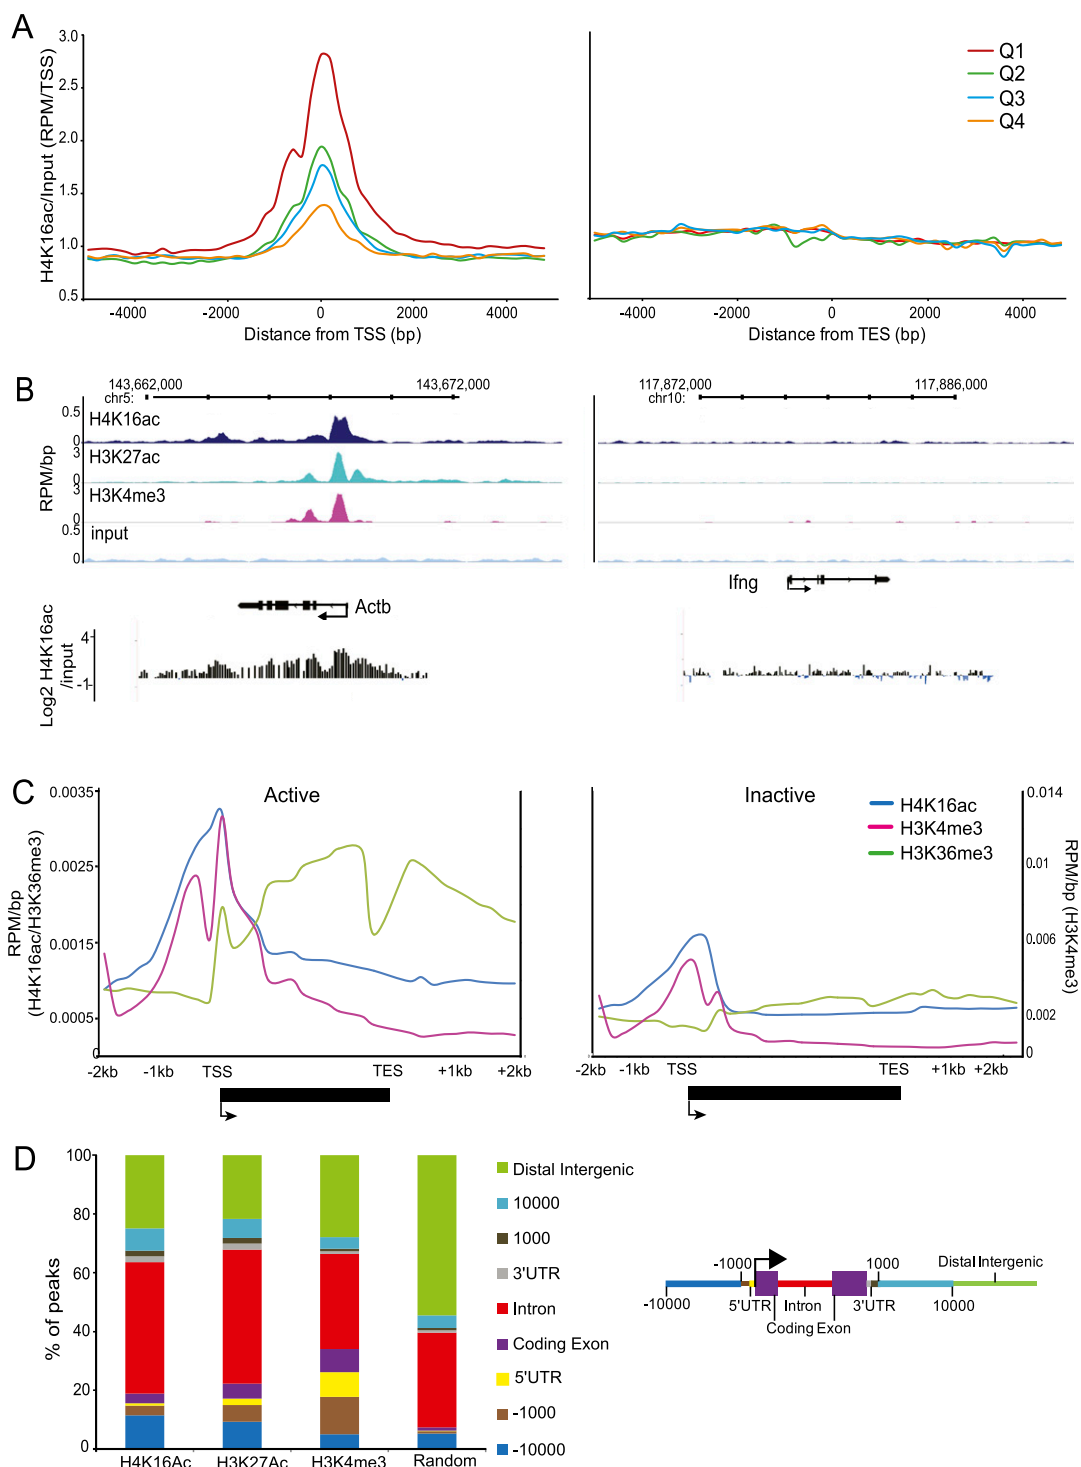 A
H4K16ac/Input (RPM/TSS)
3.0
2.5
2.0
1.5
1.0
0.5
-4000 -2000 0 2000 4000
Distance from TSS (bp)
Q1
Q2
Q3
Q4
-4000 -2000 0 2000 4000
Distance from TES (bp)
B
143,662,000 143,672,000
chr5:
117,872,000 117,886,000
chr10:
RPM/bp
0.5
H4K16ac
0
3
H3K27ac
0
3
H3K4me3
0
0.5
input
0
Actb
Ifng
Log2 H4K16ac
/input
4
-1
C
RPM/bp
(H4K16ac/H3K36me3)
0.0035
0.0025
0.0015
0.0005
0
Active
-2kb -1kb TSS TES +1kb +2kb
Inactive
H4K16ac
H3K4me3
H3K36me3
-2kb -1kb TSS TES +1kb +2kb
0.014
0.01
0.006
0.002
0
RPM/bp (H3K4me3)
D
% of peaks
100
80
60
40
20
0
H4K16Ac H3K27Ac H3K4me3 Random
Distal Intergenic
10000
1000
3'UTR
Intron
Coding Exon
5'UTR
-1000
-10000
-1000 1000 Distal Intergenic
-10000 5'UTR Intron 3'UTR 10000
Coding Exon